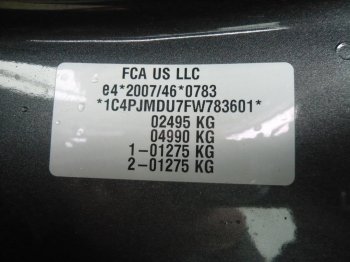 FCA US LLC
e4*2007/46*0783
*1C4PJMDU7FW783601*
02495 KG
04990 KG
1-01275 KG
2-01275 KG